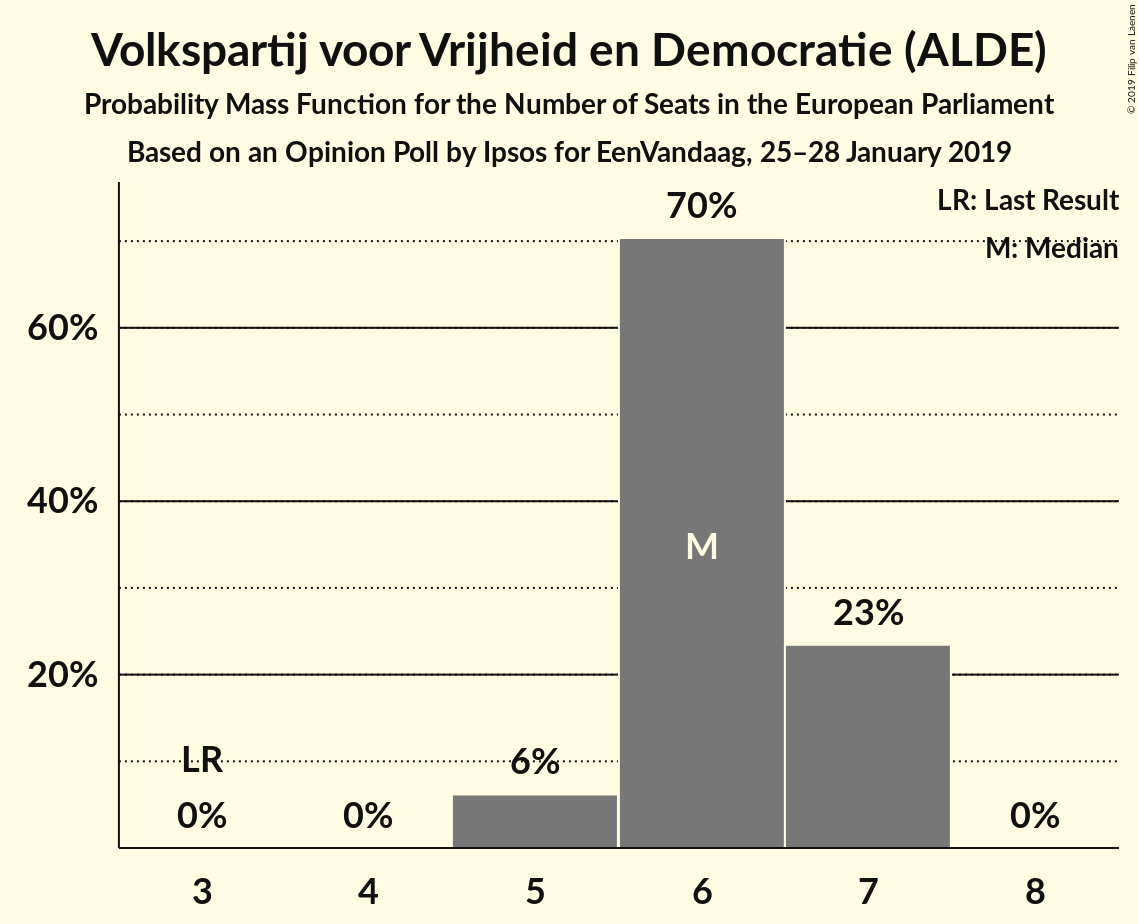 Volkspartij voor Vrijheid en Democratie (ALDE)
Probability Mass Function for the Number of Seats in the European Parliament
Based on an Opinion Poll by Ipsos for EenVandaag, 25–28 January 2019
© 2019 Filip van Laenen
LR: Last Result
M: Median
70%
60%
40%
M
23%
20%
LR
6%
0%
0%
0%
3 4 5 6 7 8